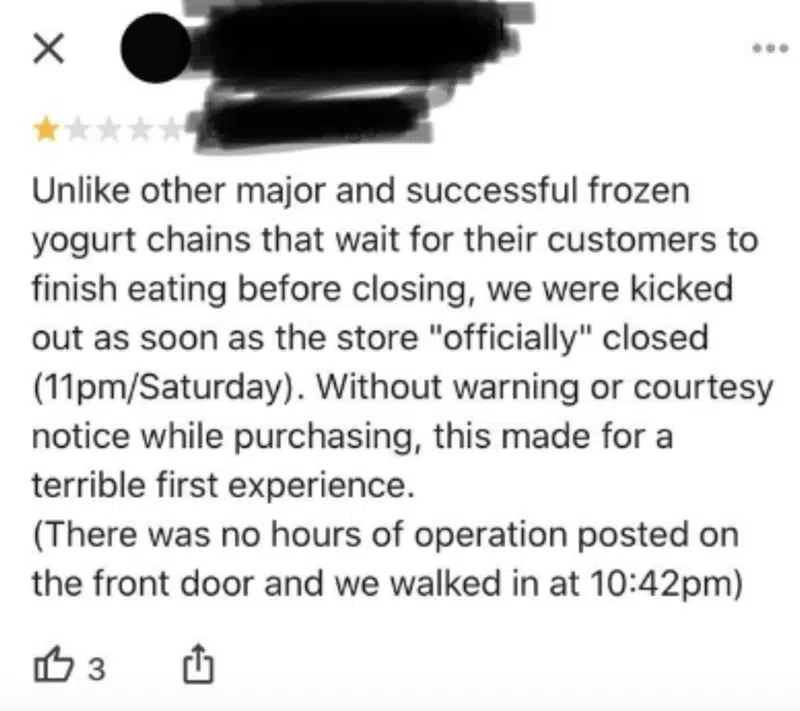 Unlike other major and successful frozen
yogurt chains that wait for their customers to
finish eating before closing, we were kicked
out as soon as the store "officially" closed
(11pm/Saturday). Without warning or courtesy
notice while purchasing, this made for a
terrible first experience.
(There was no hours of operation posted on
the front door and we walked in at 10:42pm)
3